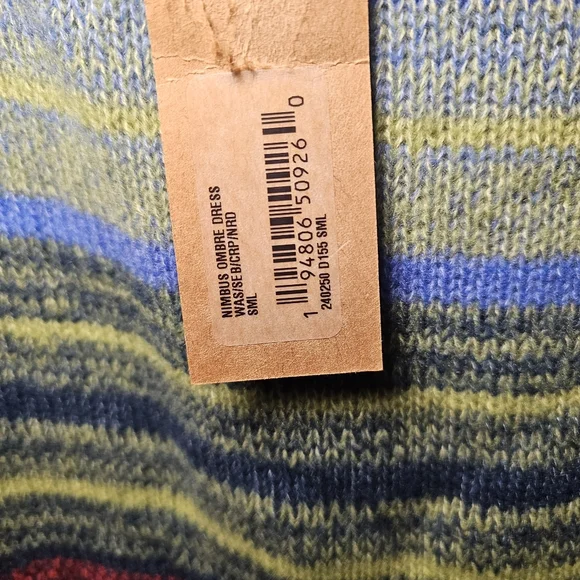 NIMBUS OMBRE DRESS
WAS/SEB/CRP/NRD
SML
1 94806 50926 0
240250 D155 SML